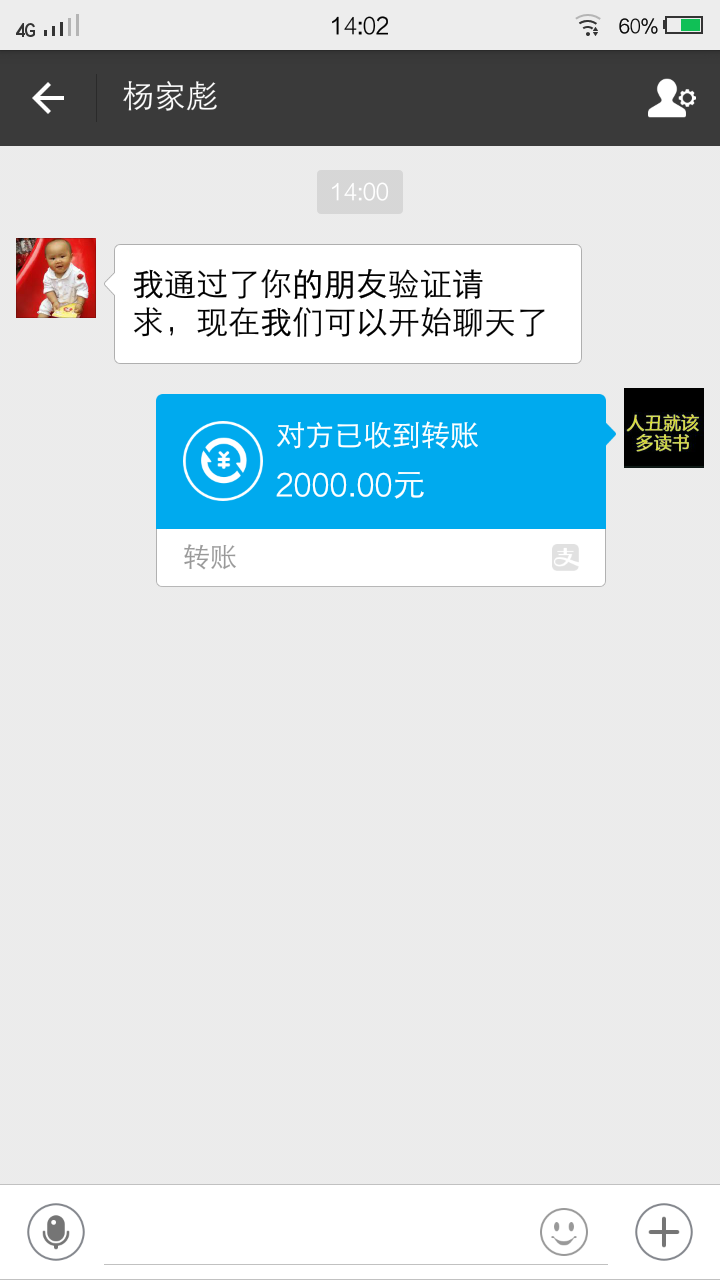 4G 14:02 60%
杨家彪
14:00
我通过了你的朋友验证请
求，现在我们可以开始聊天了
人丑就该
多读书
对方已收到转账
2000.00元
转账
支